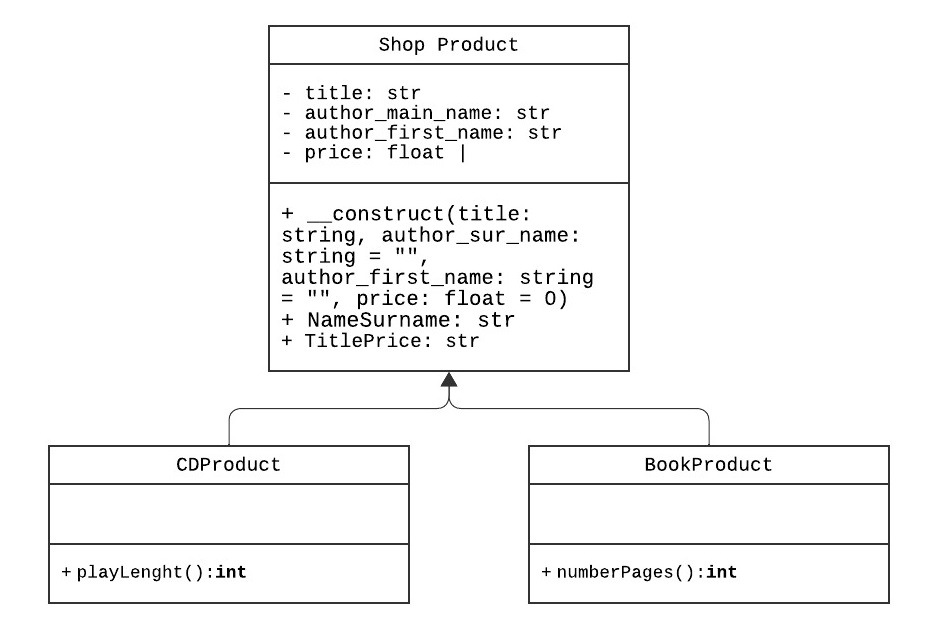 Shop Product
- title: str
- author_main_name: str
- author_first_name: str
- price: float |
+ __construct(title:
string, author_sur_name:
string = "",
author_first_name: string
= "", price: float = 0)
+ NameSurname: str
+ TitlePrice: str
CDProduct
+ playLenght():int
BookProduct
+ numberPages():int